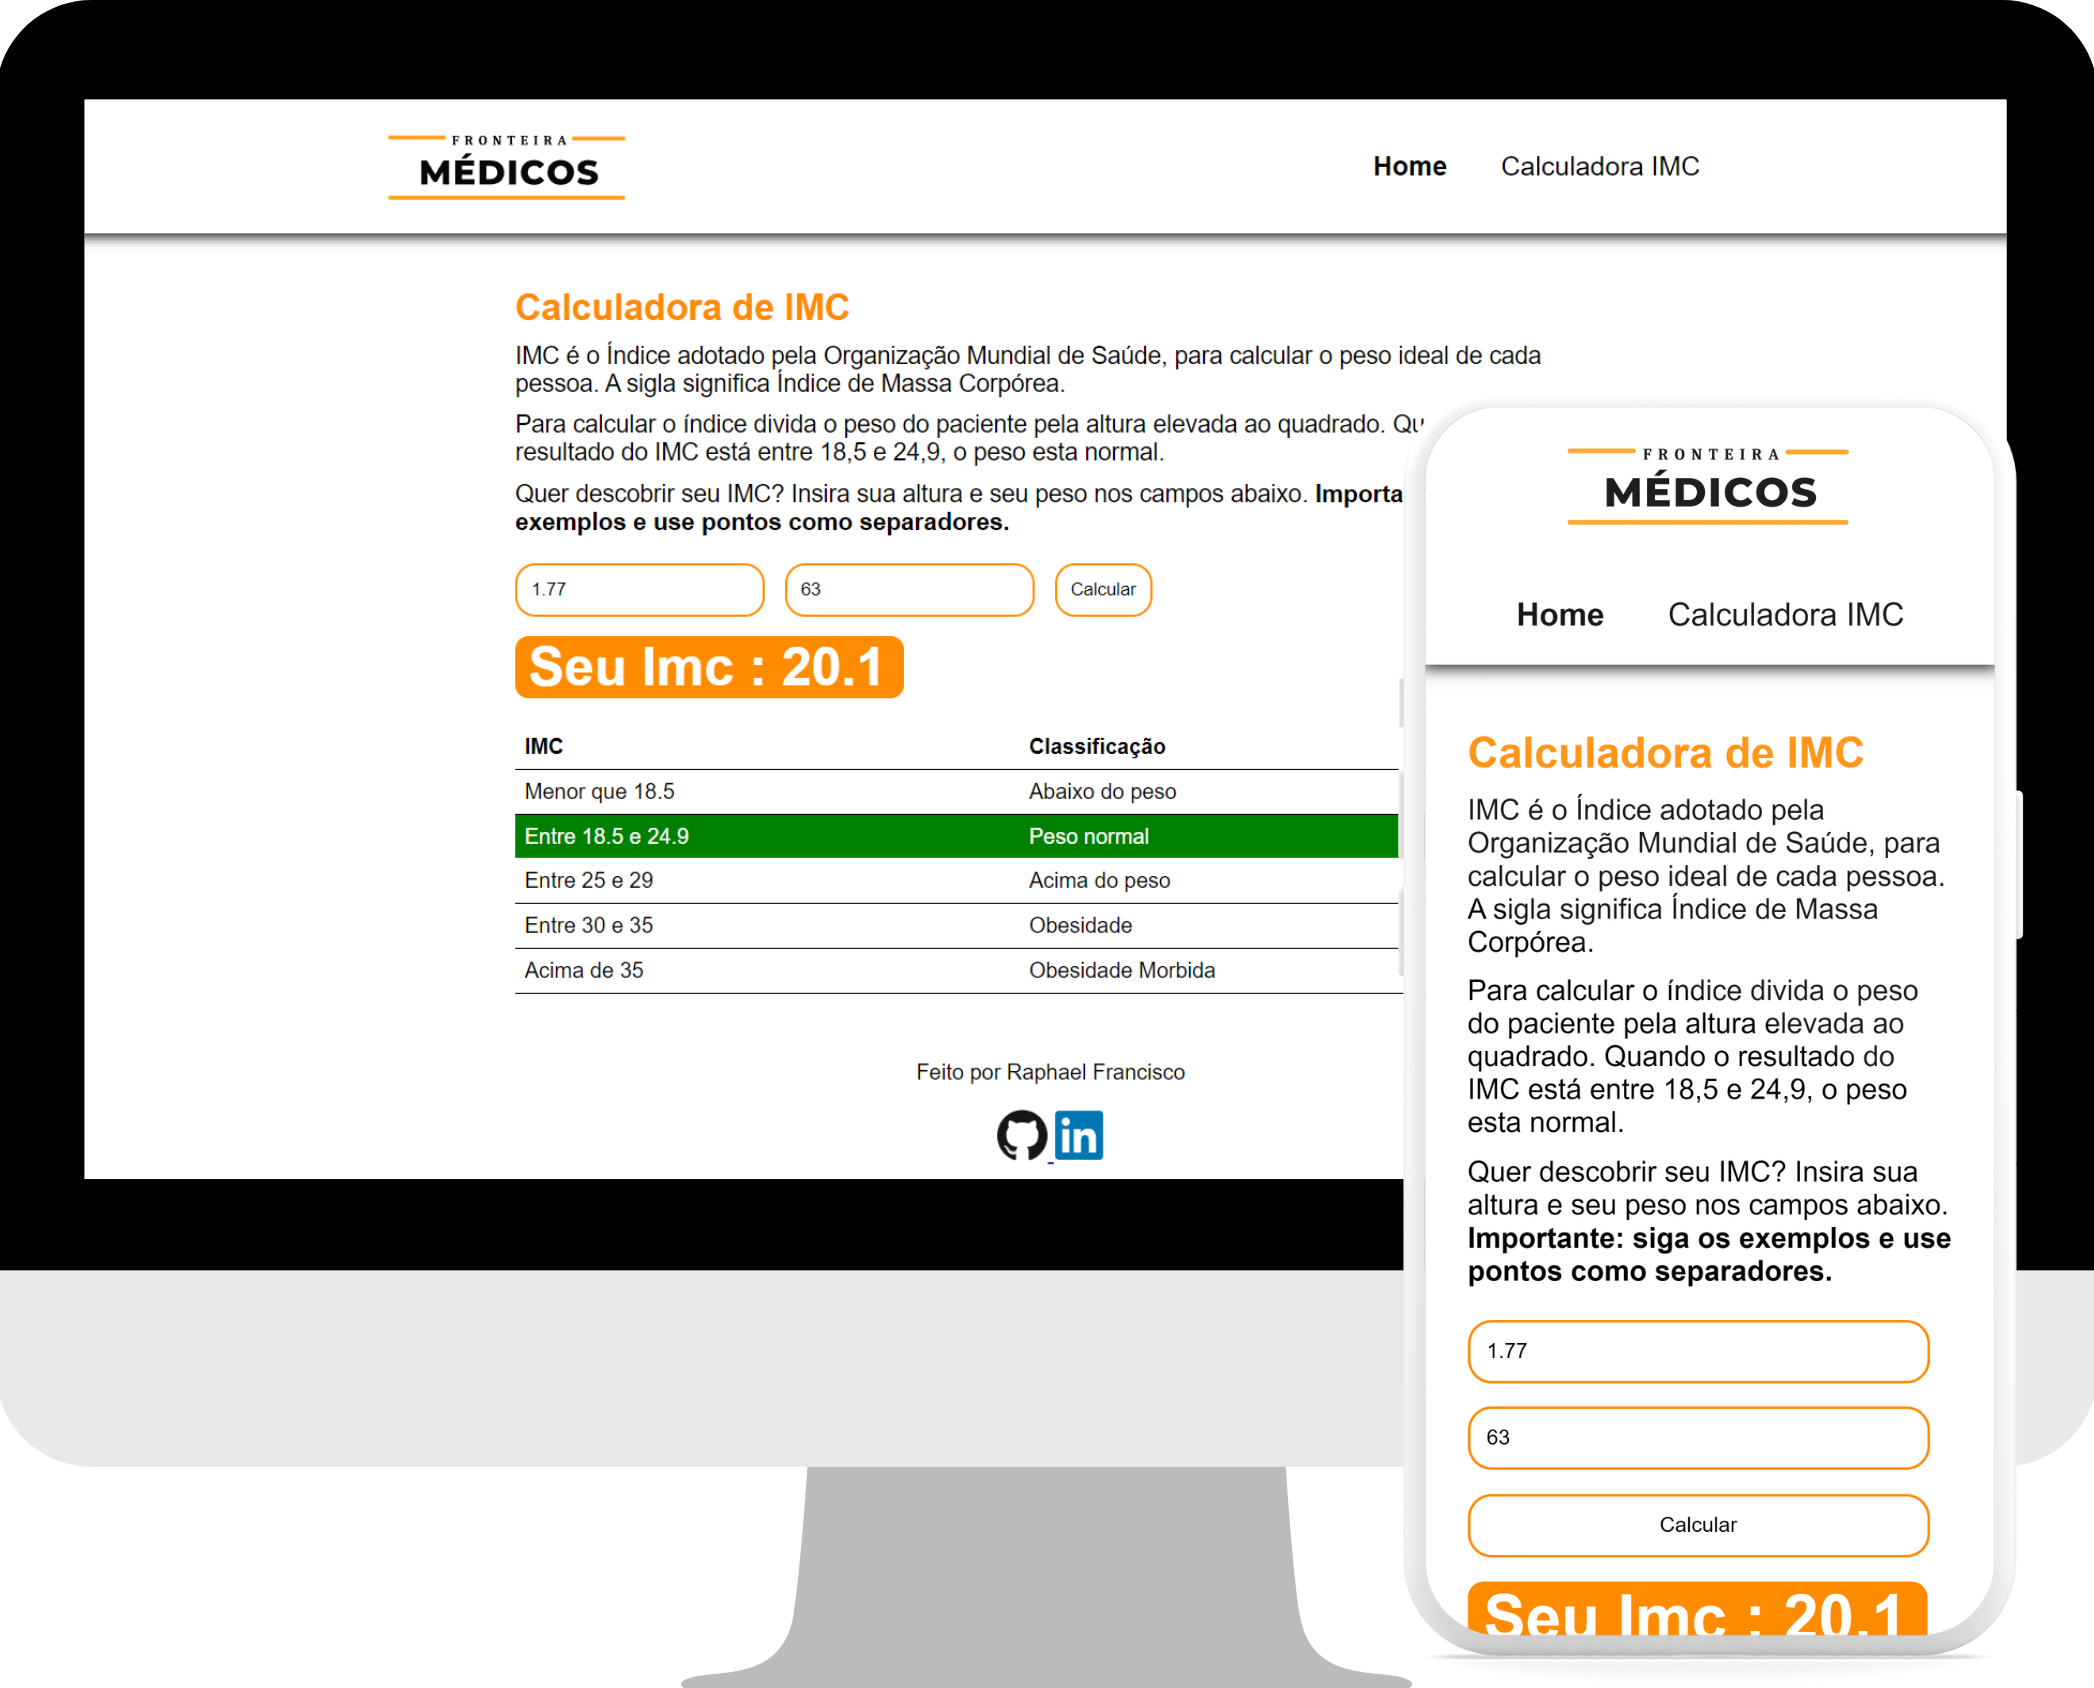 FRONTEIRA
MÉDICOS
Home Calculadora IMC
Calculadora de IMC
IMC é o Índice adotado pela Organização Mundial de Saúde, para calcular o peso ideal de cada
pessoa. A sigla significa Índice de Massa Corpórea.
Para calcular o índice divida o peso do paciente pela altura elevada ao quadrado. Qu
resultado do IMC está entre 18,5 e 24,9, o peso esta normal.
Quer descobrir seu IMC? Insira sua altura e seu peso nos campos abaixo. Importa
exemplos e use pontos como separadores.
1.77 63 Calcular
Seu Imc : 20.1
IMC Classificação
Menor que 18.5 Abaixo do peso
Entre 18.5 e 24.9 Peso normal
Entre 25 e 29 Acima do peso
Entre 30 e 35 Obesidade
Acima de 35 Obesidade Morbida
Feito por Raphael Francisco
in
FRONTEIRA
MÉDICOS
Home Calculadora IMC
Calculadora de IMC
IMC é o Índice adotado pela
Organização Mundial de Saúde, para
calcular o peso ideal de cada pessoa.
A sigla significa Índice de Massa
Corpórea.
Para calcular o índice divida o peso
do paciente pela altura elevada ao
quadrado. Quando o resultado do
IMC está entre 18,5 e 24,9, o peso
esta normal.
Quer descobrir seu IMC? Insira sua
altura e seu peso nos campos abaixo.
Importante: siga os exemplos e use
pontos como separadores.
1.77
63
Calcular
Seu Imc : 20.1